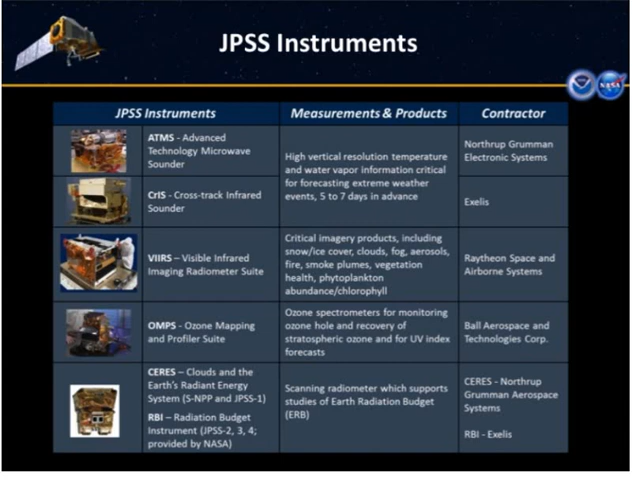 JPSS Instruments
NASA
JPSS Instruments
Measurements & Products
Contractor
ATMS - Advanced
Technology Microwave
Sounder
High vertical resolution temperature
and water vapor information critical
for forecasting extreme weather
events, 5 to 7 days in advance
Northrup Grumman
Electronic Systems
CrIS - Cross-track Infrared
Sounder
Exelis
VIIRS – Visible Infrared
Imaging Radiometer Suite
Critical imagery products, including
snow/ice cover, clouds, fog, aerosols,
fire, smoke plumes, vegetation
health, phytoplankton
abundance/chlorophyll
Raytheon Space and
Airborne Systems
OMPS - Ozone Mapping
and Profiler Suite
Ozone spectrometers for monitoring
ozone hole and recovery of
stratospheric ozone and for UV index
forecasts
Ball Aerospace and
Technologies Corp.
CERES – Clouds and the
Earth's Radiant Energy
System (S-NPP and JPSS-1)
RBI – Radiation Budget
Instrument (JPSS-2, 3, 4;
provided by NASA)
Scanning radiometer which supports
studies of Earth Radiation Budget
(ERB)
CERES - Northrup
Grumman Aerospace
Systems
RBI - Exelis